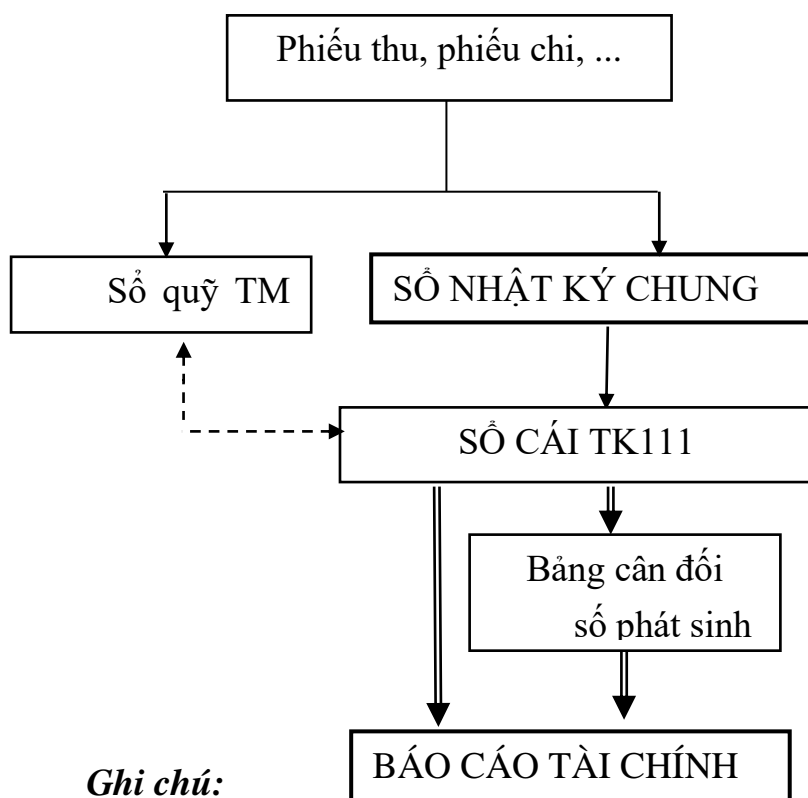 Phiếu thu, phiếu chi, ...
Sổ quỹ TM
SỔ NHẬT KÝ CHUNG
SỔ CÁI TK111
Bảng cân đối
số phát sinh
BÁO CÁO TÀI CHÍNH
Ghi chú: